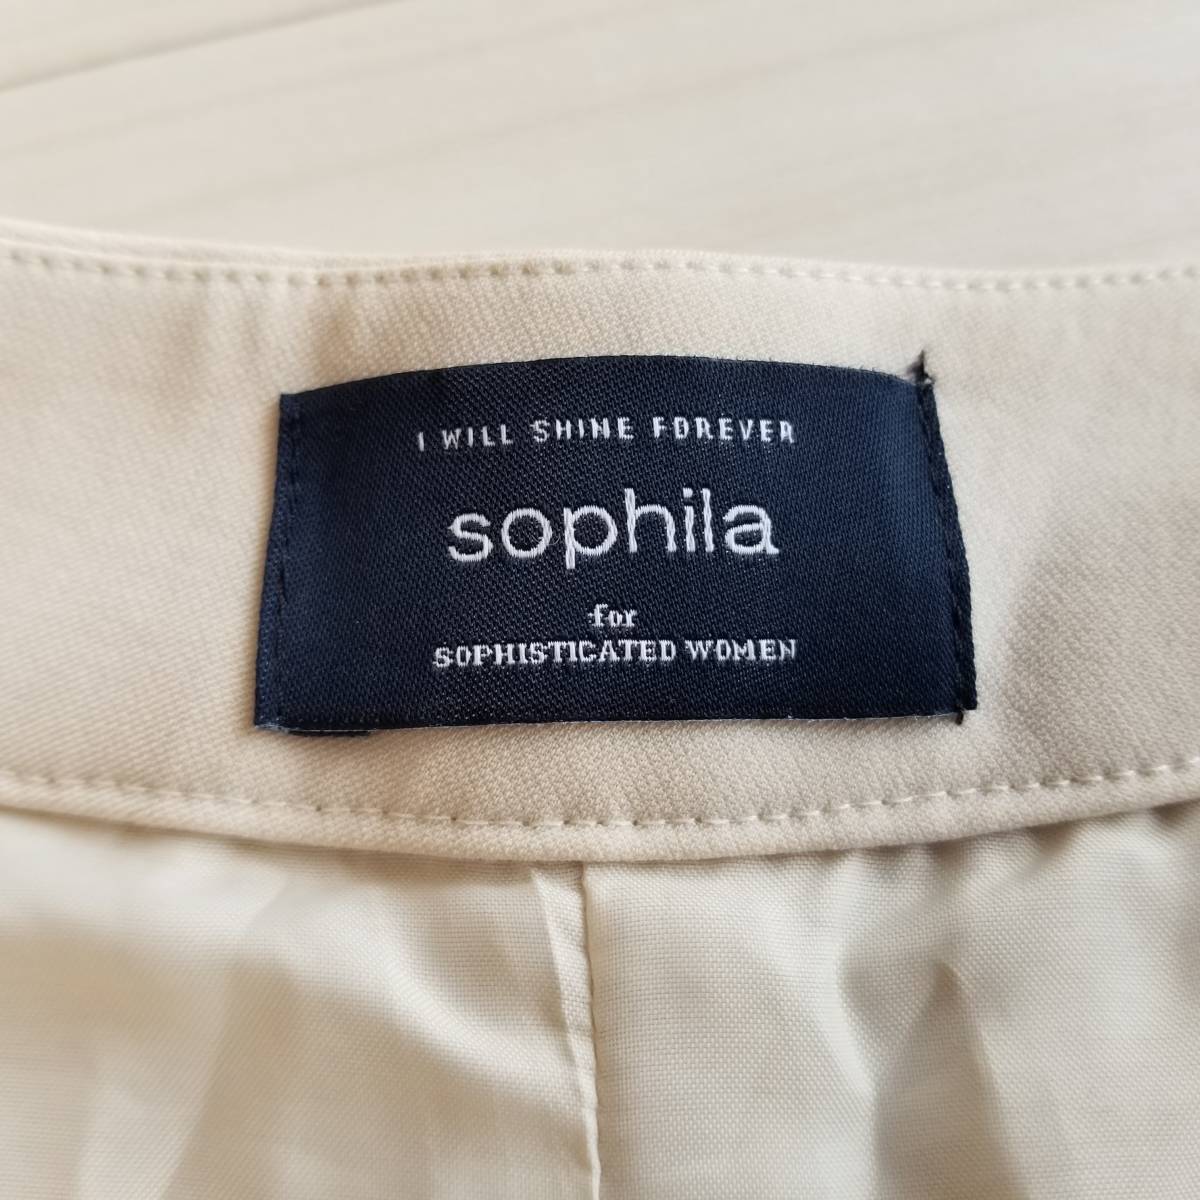 I WILL SHINE FOREVER
sophila
for
SOPHISTICATED WOMEN